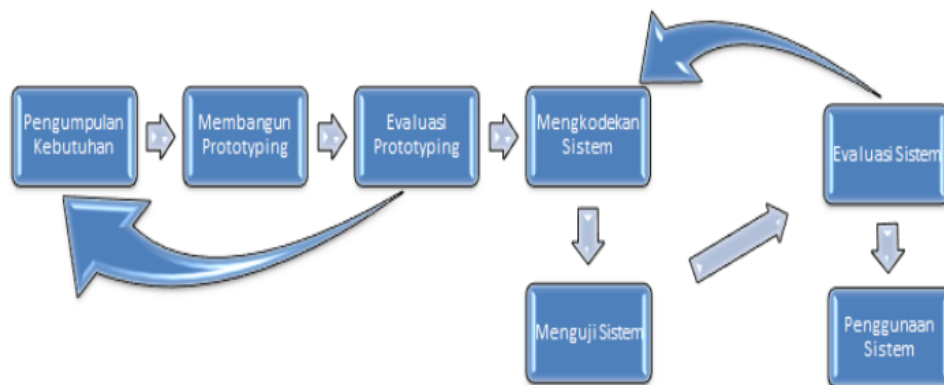 Pengumpulan
Kebutuhan
Membangun
Prototyping
Evaluasi
Prototyping
Mengkodekan
Sistem
Evaluasi Sistem
Menguji Sistem
Penggunaan
Sistem